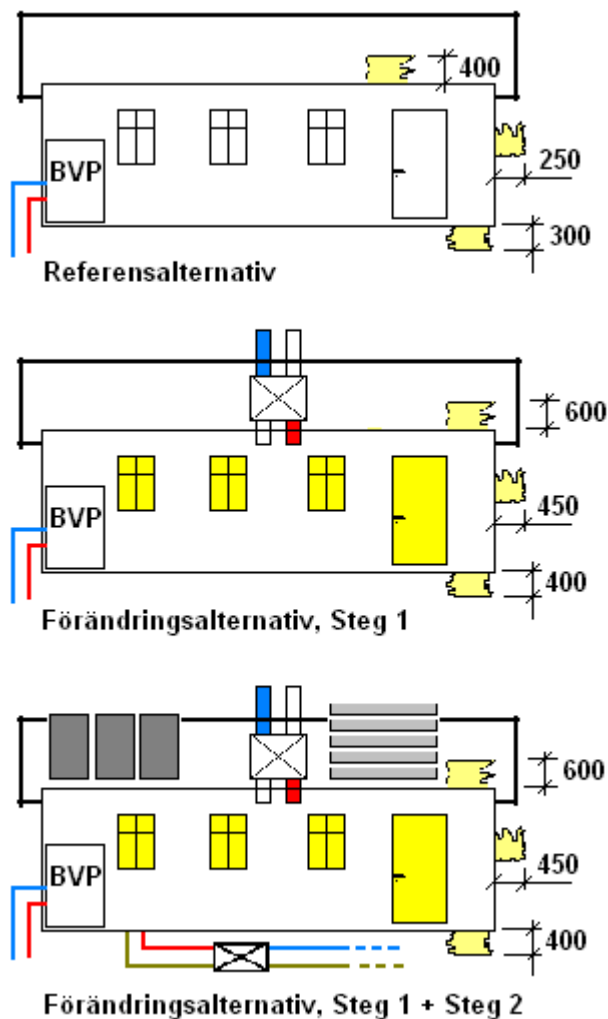 400
BVP
250
300
Referensalternativ
600
BVP
450
400
Förändringsalternativ, Steg 1
600
BVP
450
400
Förändringsalternativ, Steg 1 + Steg 2